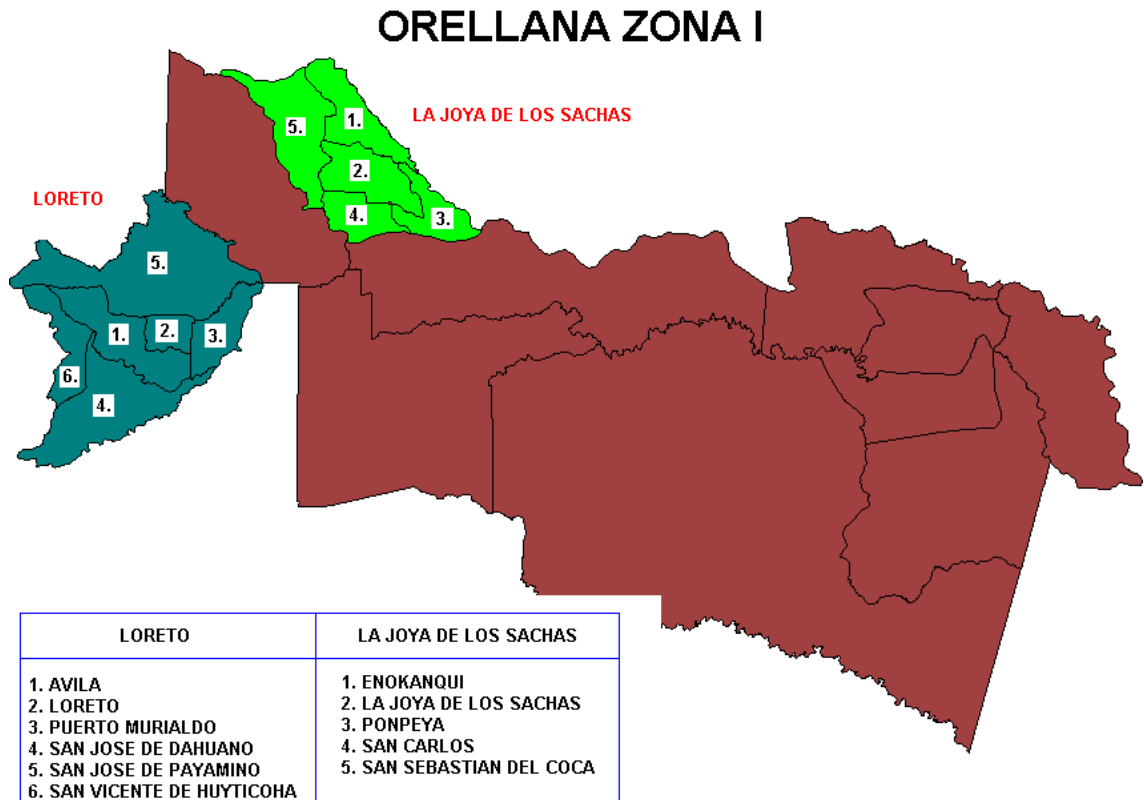 ORELLANA ZONA I
LA JOYA DE LOS SACHAS
LORETO
5.
1.
2.
4.
3.
5.
1.
2.
3.
6.
4.
LORETO
1. AVILA
2. LORETO
3. PUERTO MURIALDO
4. SAN JOSE DE DAHUANO
5. SAN JOSE DE PAYAMINO
6. SAN VICENTE DE HUYTICOHA
LA JOYA DE LOS SACHAS
1. ENOKANQUI
2. LA JOYA DE LOS SACHAS
3. PONPEYA
4. SAN CARLOS
5. SAN SEBASTIAN DEL COCA